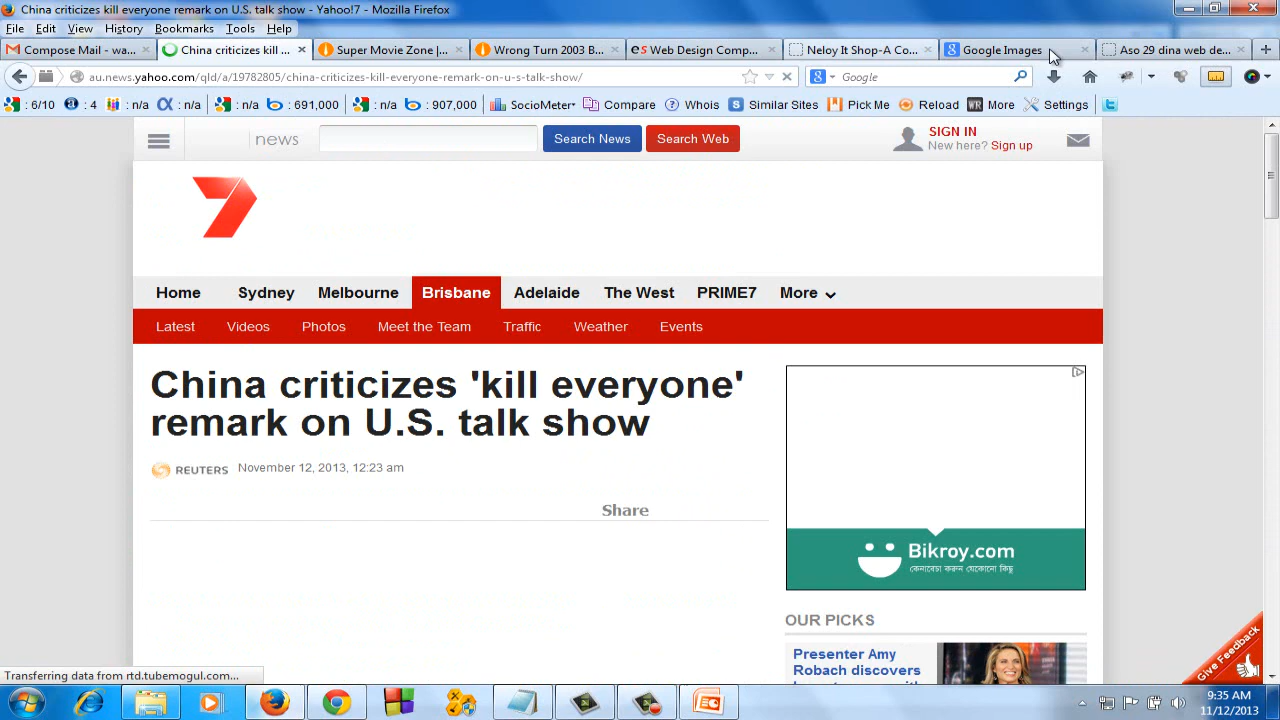 China criticizes kill everyone remark on U.S. talk show - Yahoo!7 - Mozilla Firefox
File Edit View History Bookmarks Tools Help
Compose Mail - wa... China criticizes kill ... Super Movie Zone |... Wrong Turn 2003 B... es Web Design Comp... Neloy It Shop-A Co... Google Images Aso 29 dina web de...
au.news.yahoo.com/qld/a/19782805/china-criticizes-kill-everyone-remark-on-u-s-talk-show/ Google
: 6/10 : 4 : n/a : n/a : n/a : 691,000 : n/a : 907,000 SocioMeter Compare Whois Similar Sites Pick Me Reload More Settings
news Search News Search Web SIGN IN
New here? Sign up
7
Home Sydney Melbourne Brisbane Adelaide The West PRIME7 More
Latest Videos Photos Meet the Team Traffic Weather Events
China criticizes 'kill everyone'
remark on U.S. talk show
REUTERS November 12, 2013, 12:23 am
Share
Bikroy.com
কেনাবেচা করুন যেকোনো কিছু
OUR PICKS
Presenter Amy
Robach discovers
Give Feedback
Transferring data from rtd.tubemogul.com...
9:35 AM
11/12/2013